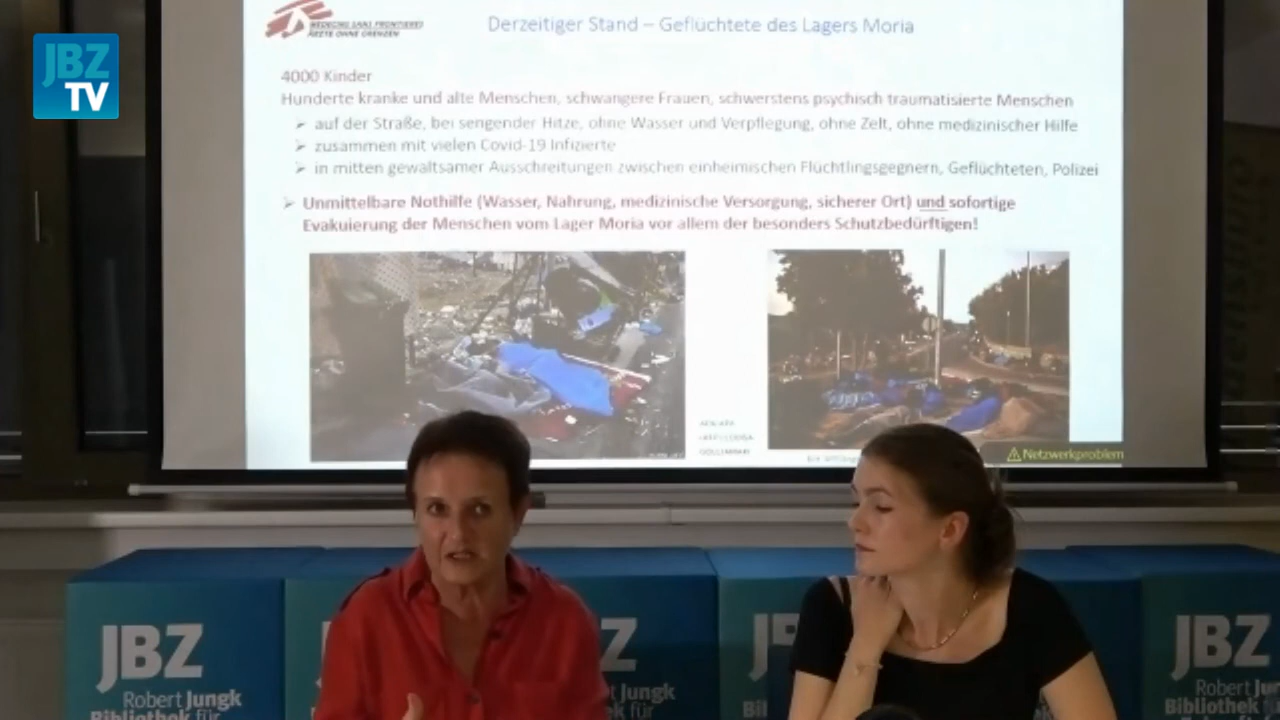 JBZ
TV
MEDECINS SANS FRONTIERES
ÄRZTE OHNE GRENZEN
Derzeitiger Stand – Geflüchtete des Lagers Moria
4000 Kinder
Hunderte kranke und alte Menschen, schwangere Frauen, schwerstens psychisch traumatisierte Menschen
➢ auf der Straße, bei sengender Hitze, ohne Wasser und Verpflegung, ohne Zelt, ohne medizinischer Hilfe
➢ zusammen mit vielen Covid-19 Infizierte
➢ in mitten gewaltsamer Ausschreitungen zwischen einheimischen Flüchtlingsgegnern, Geflüchteten, Polizei
➢ Unmittelbare Nothilfe (Wasser, Nahrung, medizinische Versorgung, sicherer Ort) und sofortige
Evakuierung der Menschen vom Lager Moria vor allem der besonders Schutzbedürftigen!
Netzwerkproblem
JBZ
Robert Jungk
Bibliothek für
Jungk
für
JBZ
Robert
Bibliothek